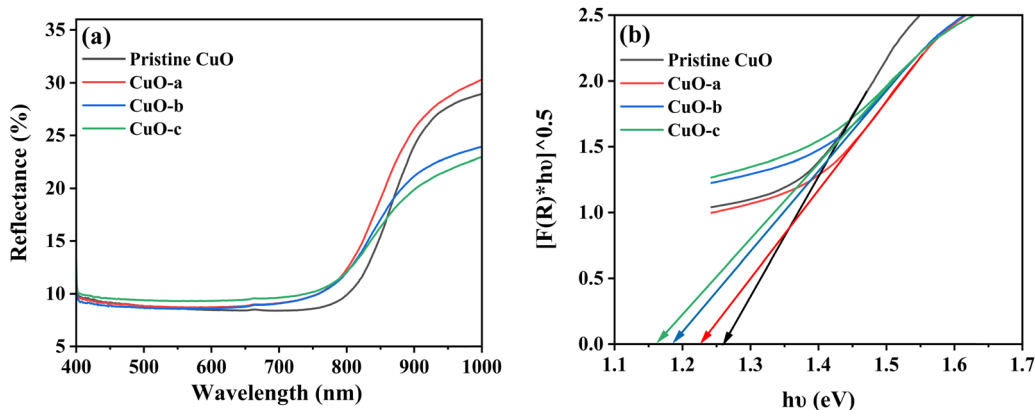 (a)
Pristine CuO
CuO-a
CuO-b
CuO-c
Reflectance (%)
35
30
25
20
15
10
5
400 500 600 700 800 900 1000
Wavelength (nm)
(b)
Pristine CuO
CuO-a
CuO-b
CuO-c
[F(R)*hυ]^0.5
2.5
2.0
1.5
1.0
0.5
0.0
1.1 1.2 1.3 1.4 1.5 1.6 1.7
hυ (eV)